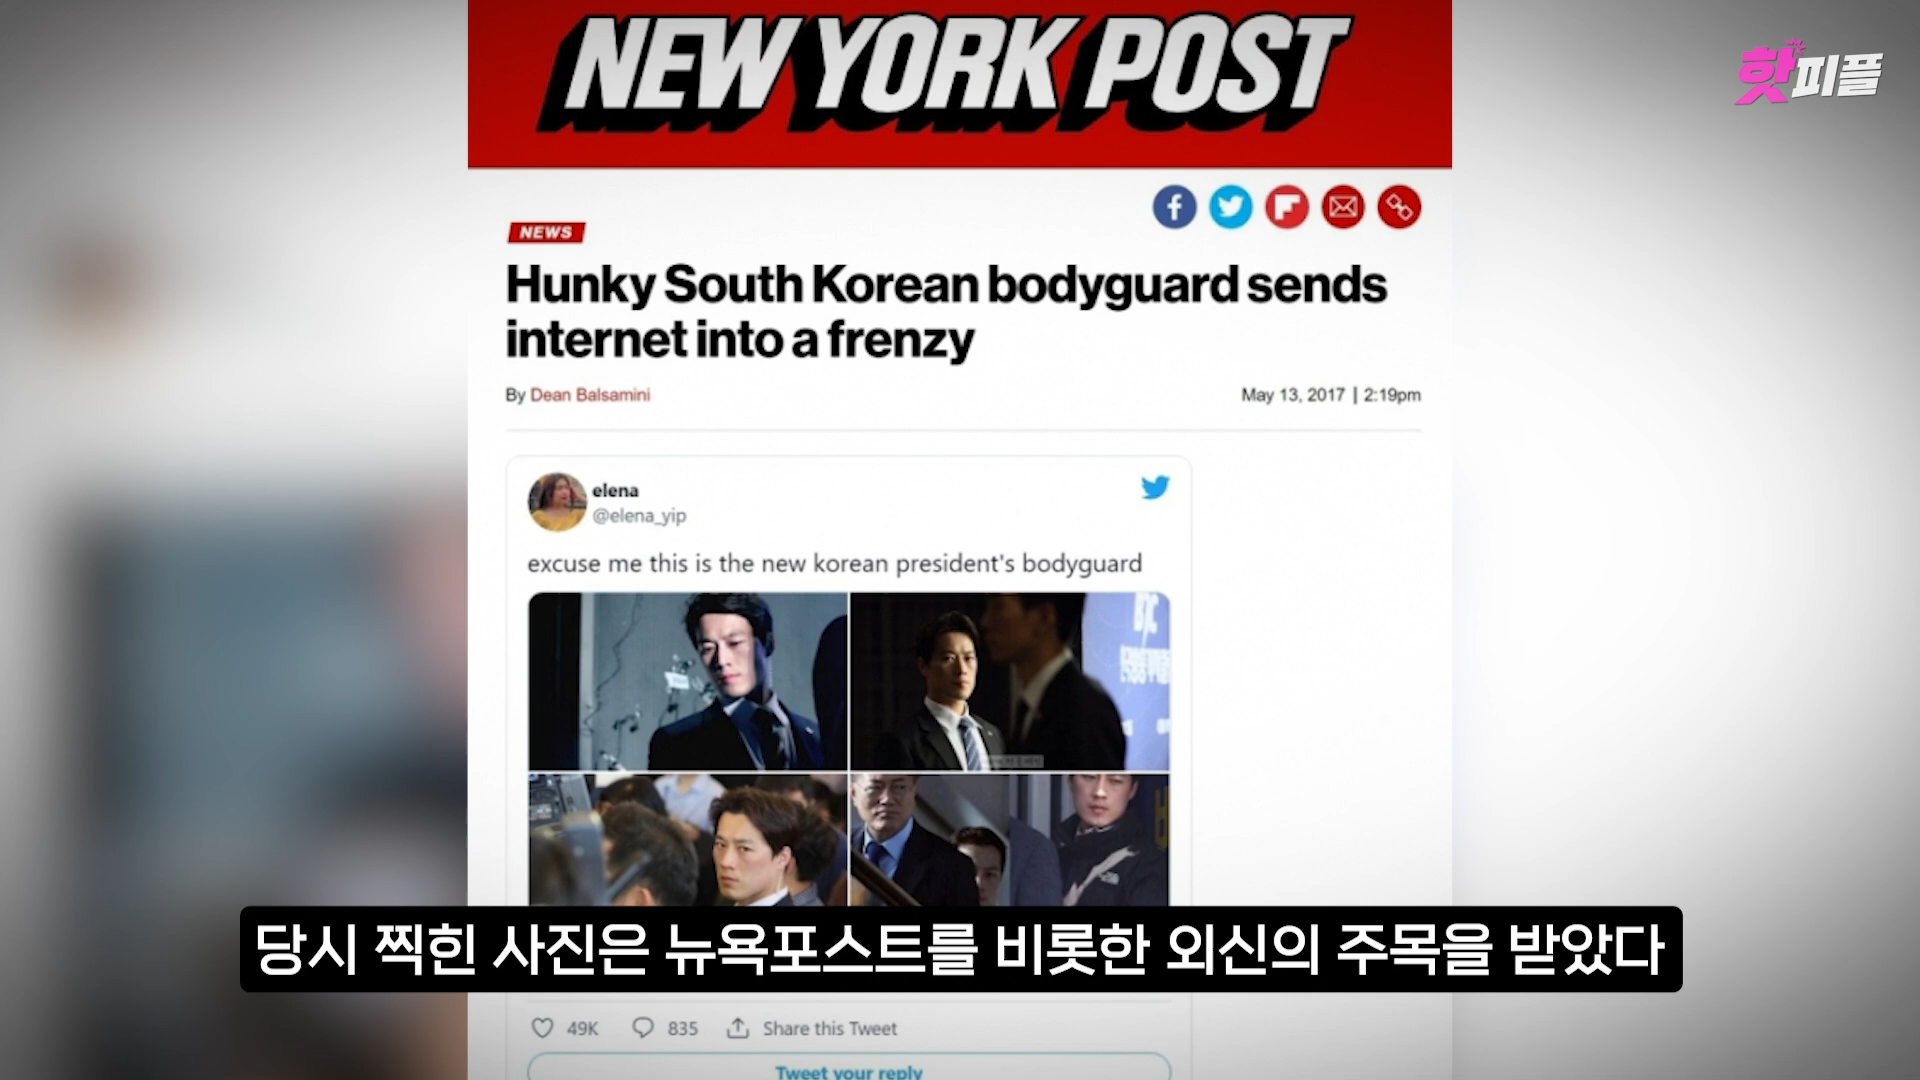 NEW YORK POST
핫피플
NEWS
Hunky South Korean bodyguard sends
internet into a frenzy
By Dean Balsamini
May 13, 2017 | 2:19pm
elena
@elena_yip
excuse me this is the new korean president's bodyguard
당시 찍힌 사진은 뉴욕포스트를 비롯한 외신의 주목을 받았다
49K
835
Share this Tweet
Tweet your reply